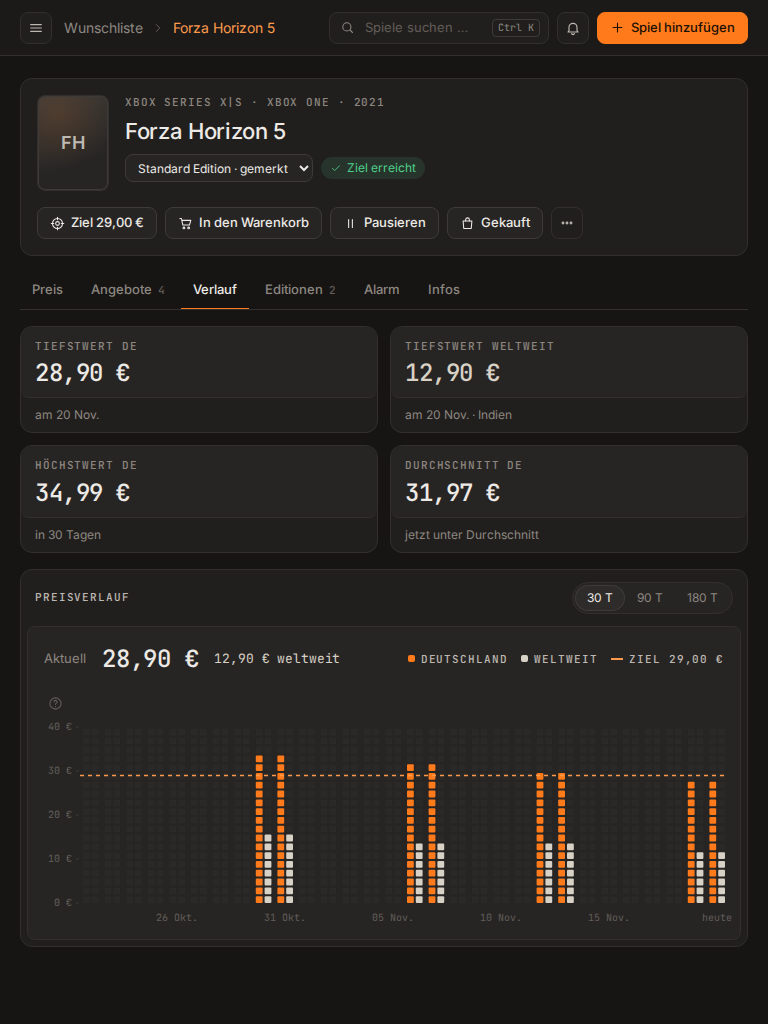 Wunschliste > Forza Horizon 5 Spiele suchen ... Ctrl K + Spiel hinzufügen
XBOX SERIES X|S · XBOX ONE · 2021
FH
Forza Horizon 5
Standard Edition · gemerkt Ziel erreicht
Ziel 29,00 € In den Warenkorb Pausieren Gekauft
Preis Angebote 4 Verlauf Editionen 2 Alarm Infos
TIEFSTWERT DE
28,90 €
am 20 Nov.
TIEFSTWERT WELTWEIT
12,90 €
am 20 Nov. · Indien
HÖCHSTWERT DE
34,99 €
in 30 Tagen
DURCHSCHNITT DE
31,97 €
jetzt unter Durchschnitt
PREISVERLAUF 30 T 90 T 180 T
Aktuell 28,90 € 12,90 € weltweit DEUTSCHLAND WELTWEIT ZIEL 29,00 €
?
40 €
30 €
20 €
10 €
0 €
26 Okt. 31 Okt. 05 Nov. 10 Nov. 15 Nov. heute